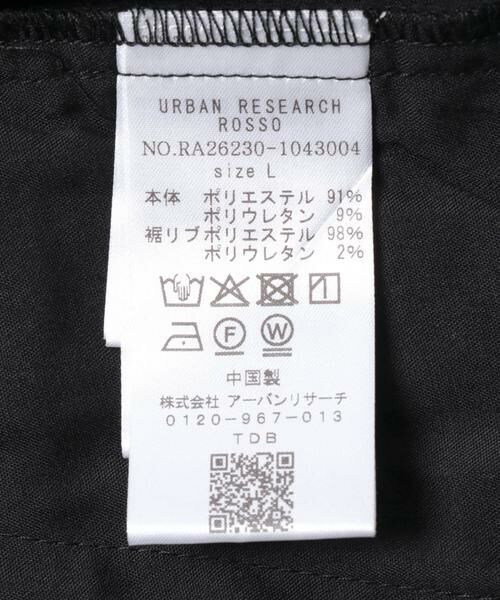 URBAN RESEARCH
ROSSO
NO.RA26230-1043004
size L
本体 ポリエステル 91%
ポリウレタン 9%
裾リブポリエステル 98%
ポリウレタン 2%
F W
中国製
株式会社 アーバンリサーチ
0120-967-013
TDB